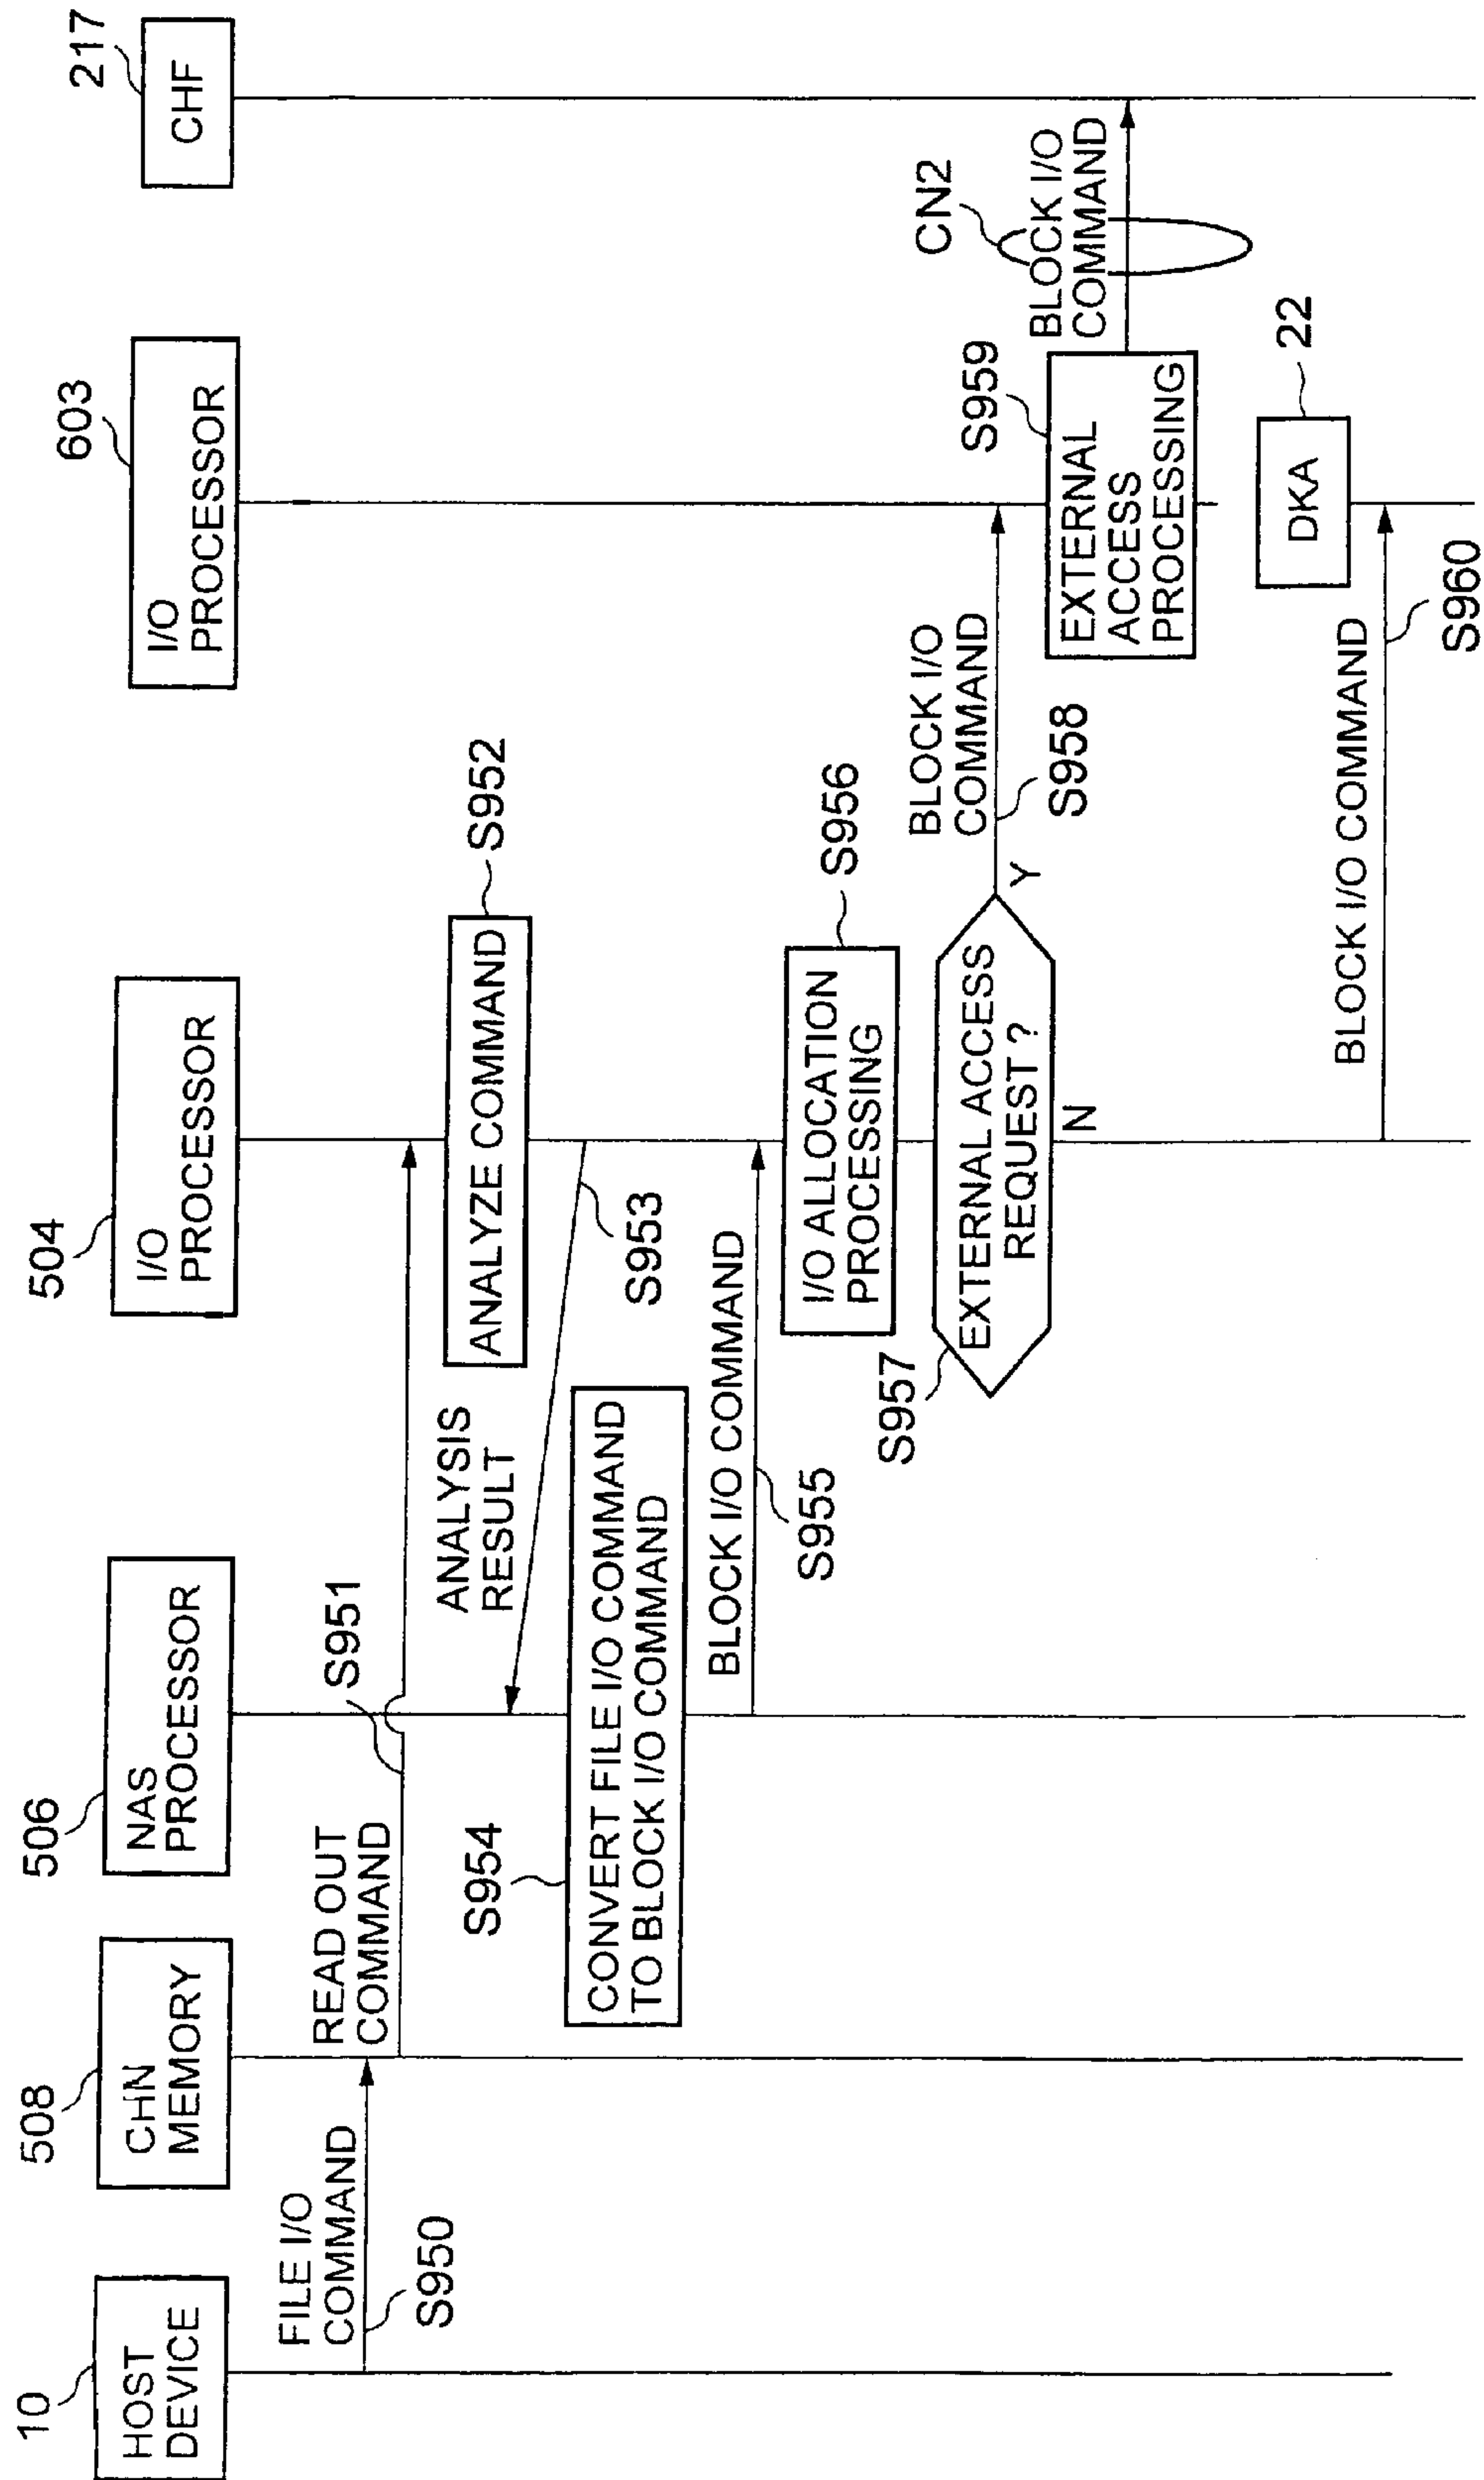 10
HOST
DEVICE
508
CHN
MEMORY
506
NAS
PROCESSOR
504
I/O
PROCESSOR
603
I/O
PROCESSOR
217
CHF
FILE I/O
COMMAND
S950
READ OUT
COMMAND
S951
ANALYZE COMMAND
S952
ANALYSIS
RESULT
S953
S954
CONVERT FILE I/O COMMAND
TO BLOCK I/O COMMAND
BLOCK I/O COMMAND
S955
I/O ALLOCATION
PROCESSING
S956
S957
EXTERNAL ACCESS
REQUEST ?
Y
N
BLOCK I/O
COMMAND
S958
S959
EXTERNAL
ACCESS
PROCESSING
CN2
BLOCK I/O
COMMAND
DKA
22
BLOCK I/O COMMAND
S960